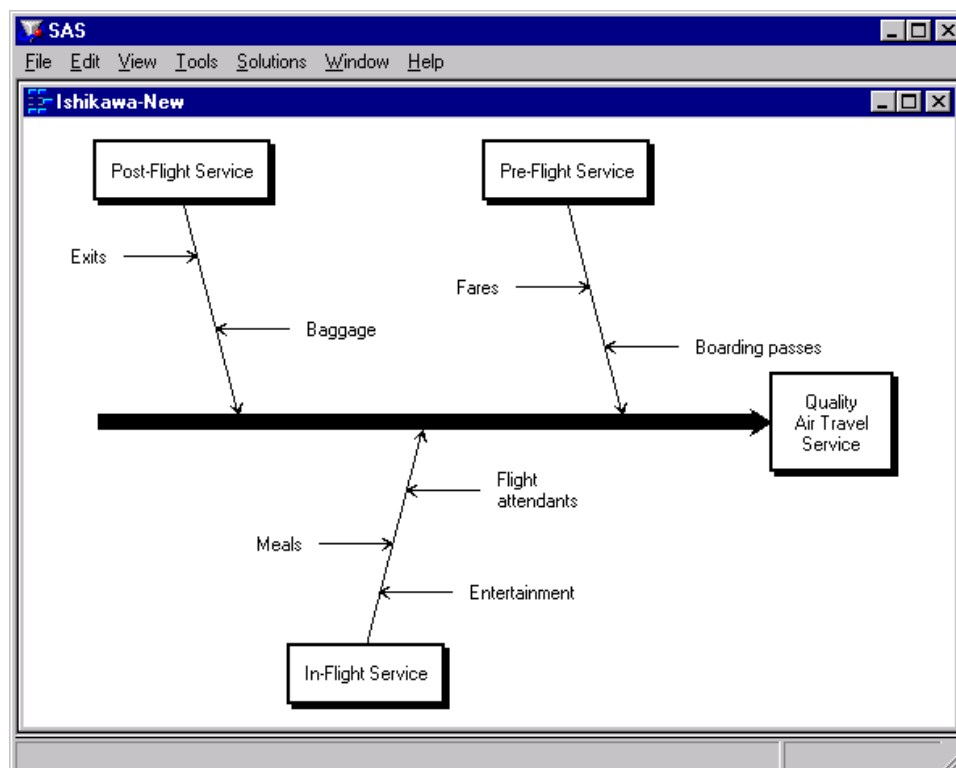 SAS
File Edit View Tools Solutions Window Help
Ishikawa-New
Post-Flight Service
Pre-Flight Service
Exits
Fares
Baggage
Boarding passes
Quality
Air Travel
Service
Flight
attendants
Meals
Entertainment
In-Flight Service